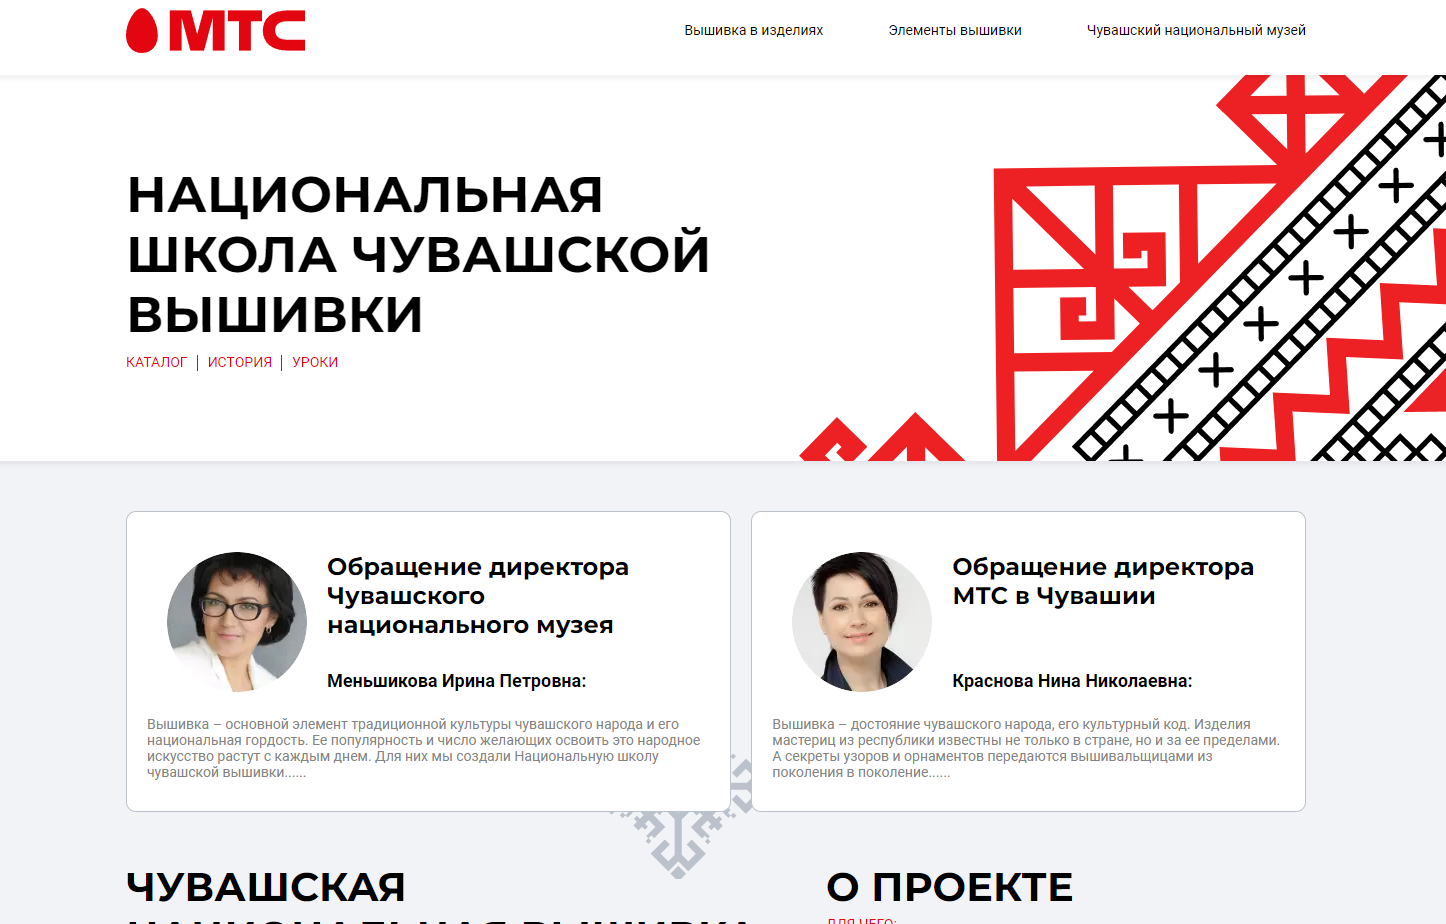 МТС
Вышивка в изделиях
Элементы вышивки
Чувашский национальный музей
НАЦИОНАЛЬНАЯ
ШКОЛА ЧУВАШСКОЙ
ВЫШИВКИ
КАТАЛОГ | ИСТОРИЯ | УРОКИ
Обращение директора
Чувашского
национального музея
Меньшикова Ирина Петровна:
Вышивка – основной элемент традиционной культуры чувашского народа и его
национальная гордость. Ее популярность и число желающих освоить это народное
искусство растут с каждым днем. Для них мы создали Национальную школу
чувашской вышивки......
Обращение директора
МТС в Чувашии
Краснова Нина Николаевна:
Вышивка – достояние чувашского народа, его культурный код. Изделия
мастериц из республики известны не только в стране, но и за ее пределами.
А секреты узоров и орнаментов передаются вышивальщицами из
поколения в поколение......
ЧУВАШСКАЯ
НАЦИОНАЛЬНАЯ ВЫШИВКА
О ПРОЕКТЕ
ДЛЯ ЧЕГО: